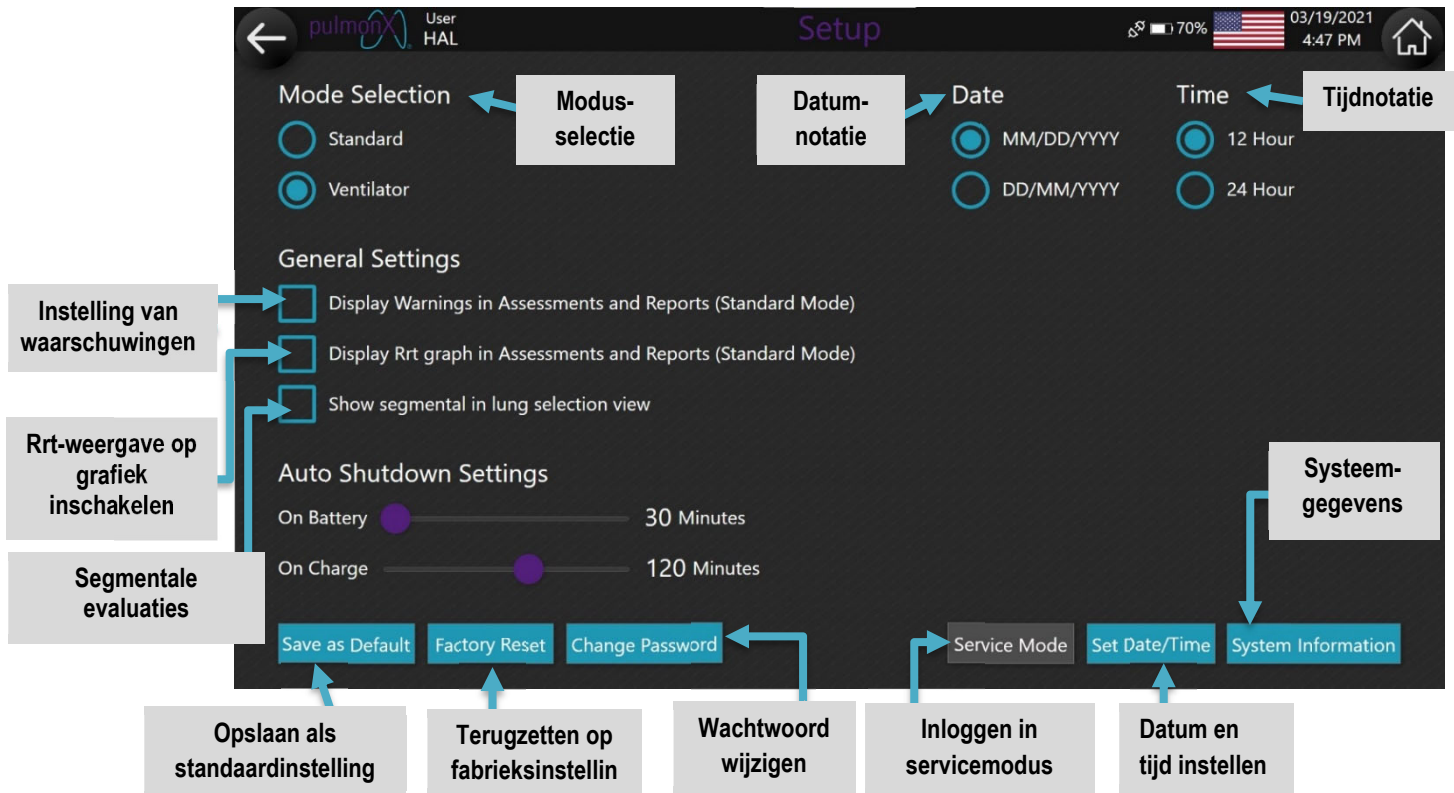 pulmonX
User
HAL
Setup
70%
03/19/2021
4:47 PM
Mode Selection
Modus-
selectie
Datum-
notatie
Date
Time
Tijdnotatie
Standard
MM/DD/YYYY
12 Hour
Ventilator
DD/MM/YYYY
24 Hour
General Settings
Instelling van
waarschuwingen
Display Warnings in Assessments and Reports (Standard Mode)
Display Rrt graph in Assessments and Reports (Standard Mode)
Show segmental in lung selection view
Rrt-weergave op
grafiek
inschakelen
Auto Shutdown Settings
Systeem-
gegevens
On Battery 30 Minutes
On Charge 120 Minutes
Segmentale
evaluaties
Save as Default Factory Reset Change Password Service Mode Set Date/Time System Information
Opslaan als
standaardinstelling
Terugzetten op
fabrieksinstellin
Wachtwoord
wijzigen
Inloggen in
servicemodus
Datum en
tijd instellen